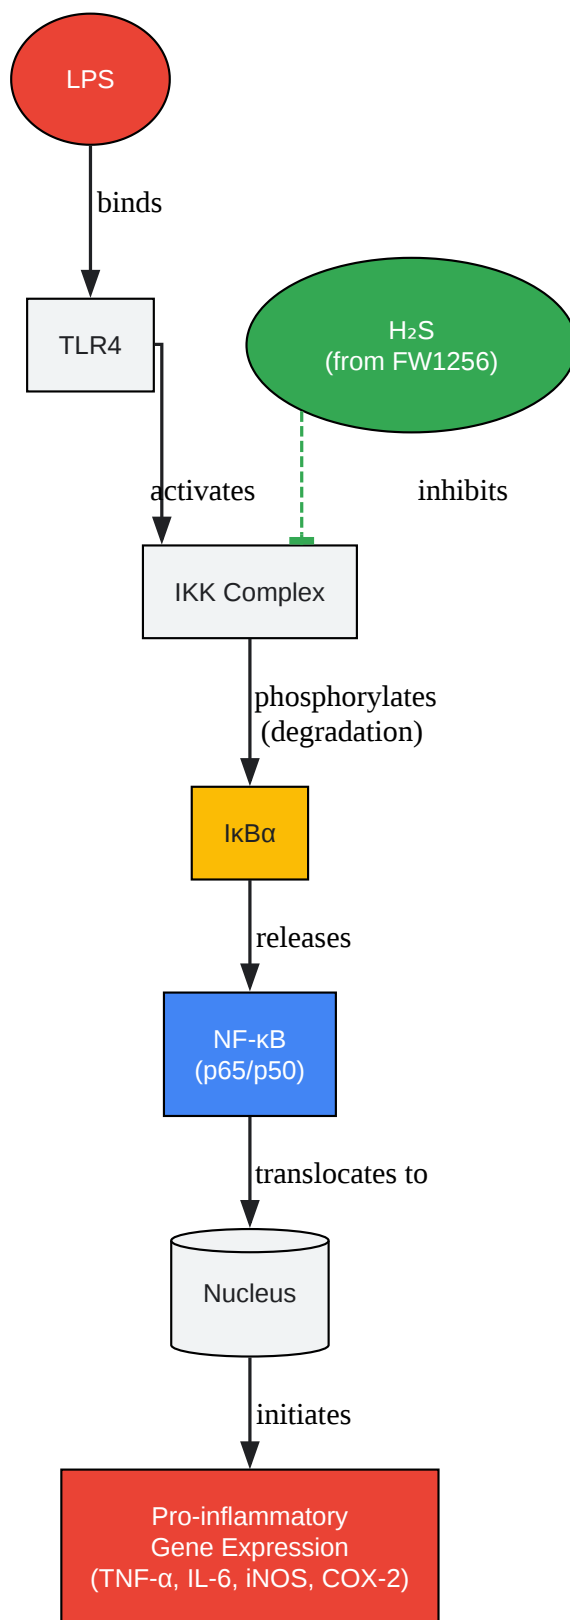 LPS
binds
TLR4
H₂S
(from FW1256)
activates
inhibits
IKK Complex
phosphorylates
(degradation)
IκBα
releases
NF-κB
(p65/p50)
translocates to
Nucleus
initiates
Pro-inflammatory
Gene Expression
(TNF-α, IL-6, iNOS, COX-2)